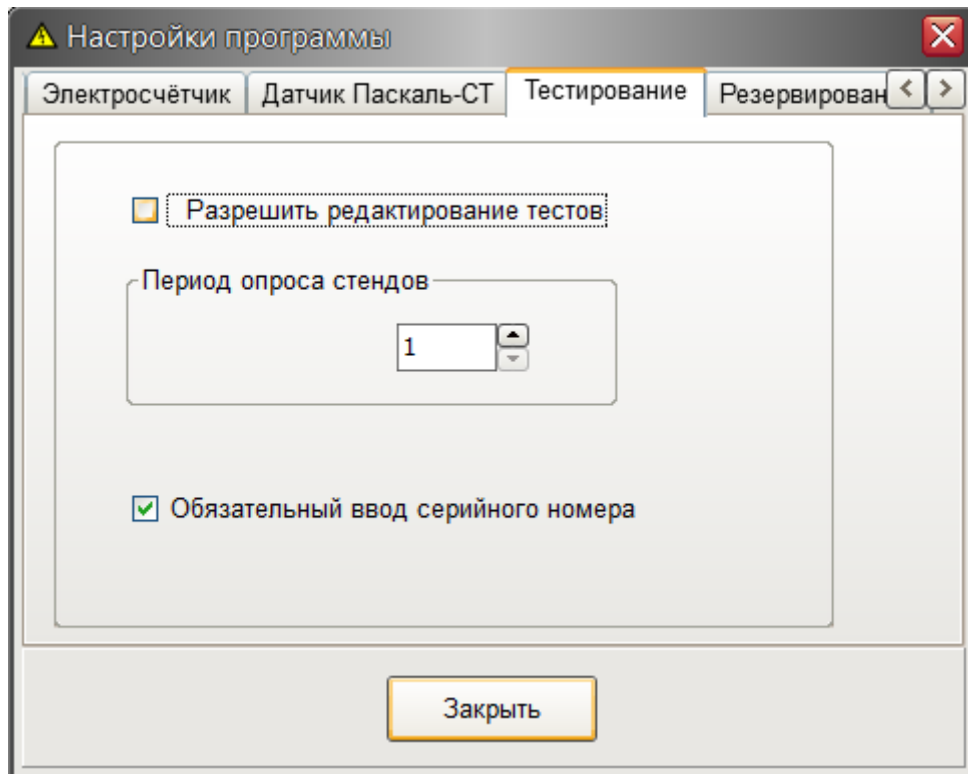 Настройки программы
Электросчётчик Датчик Паскаль-СТ Тестирование Резервирован
Разрешить редактирование тестов
Период опроса стендов
1
Обязательный ввод серийного номера
Закрыть